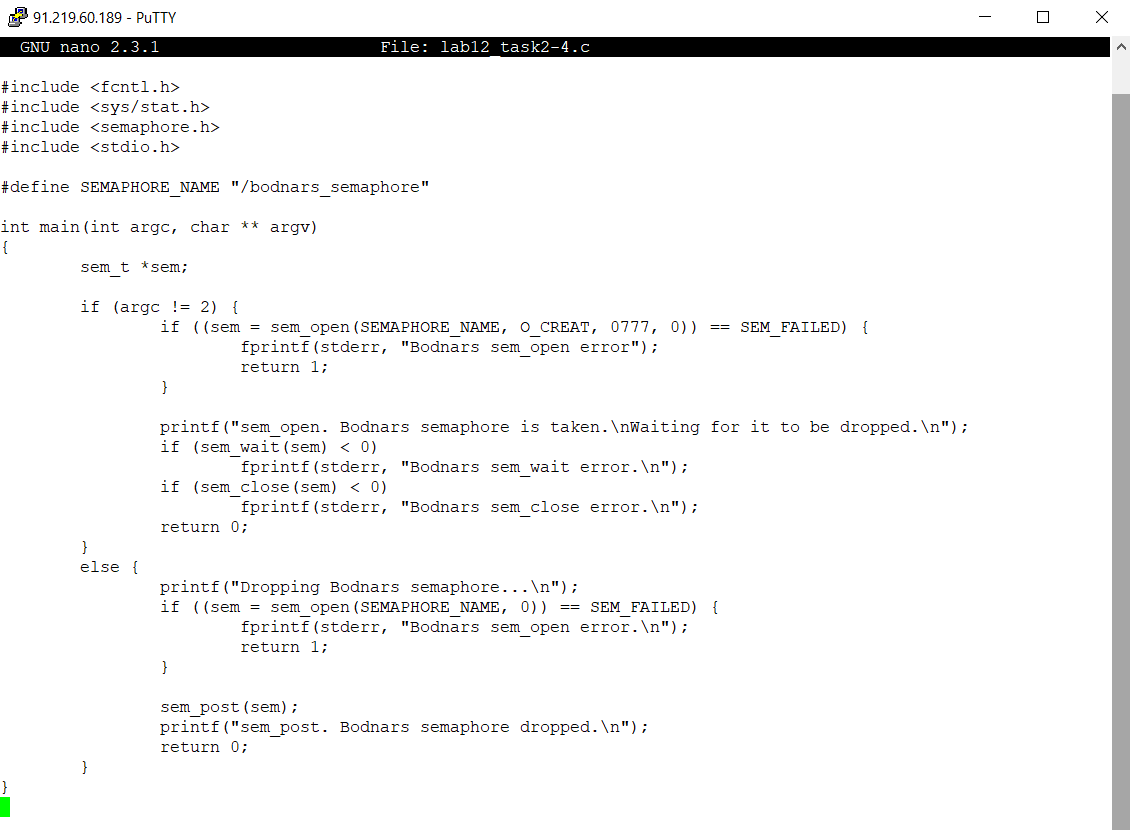 91.219.60.189 - PuTTY
GNU nano 2.3.1 File: lab12_task2-4.c
#include <fcntl.h>
#include <sys/stat.h>
#include <semaphore.h>
#include <stdio.h>
#define SEMAPHORE_NAME "/bodnars_semaphore"
int main(int argc, char ** argv)
{
        sem_t *sem;
        if (argc != 2) {
                if ((sem = sem_open(SEMAPHORE_NAME, O_CREAT, 0777, 0)) == SEM_FAILED) {
                        fprintf(stderr, "Bodnars sem_open error");
                        return 1;
                }
                printf("sem_open. Bodnars semaphore is taken.\nWaiting for it to be dropped.\n");
                if (sem_wait(sem) < 0)
                        fprintf(stderr, "Bodnars sem_wait error.\n");
                if (sem_close(sem) < 0)
                        fprintf(stderr, "Bodnars sem_close error.\n");
                return 0;
        }
        else {
                printf("Dropping Bodnars semaphore...\n");
                if ((sem = sem_open(SEMAPHORE_NAME, 0)) == SEM_FAILED) {
                        fprintf(stderr, "Bodnars sem_open error.\n");
                        return 1;
                }
                sem_post(sem);
                printf("sem_post. Bodnars semaphore dropped.\n");
                return 0;
        }
}